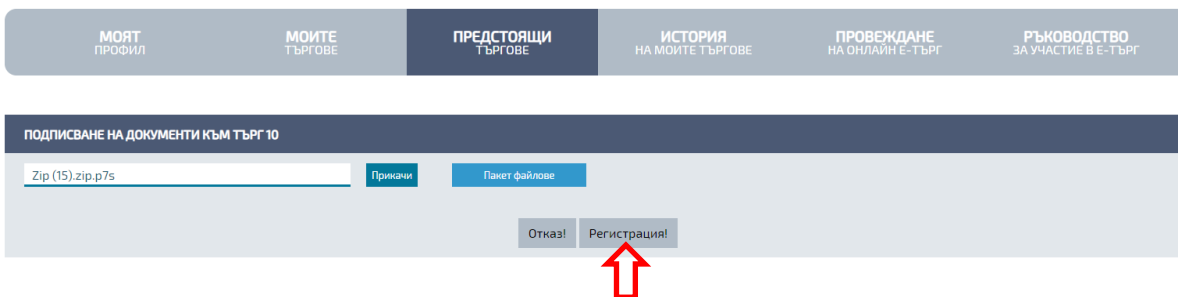 МОЯТ
ПРОФИЛ
МОИТЕ
ТЪРГОВЕ
ПРЕДСТОЯЩИ
ТЪРГОВЕ
ИСТОРИЯ
НА МОИТЕ ТЪРГОВЕ
ПРОВЕЖДАНЕ
НА ОНЛАЙН Е-ТЪРГ
РЪКОВОДСТВО
ЗА УЧАСТИЕ В Е-ТЪРГ
ПОДПИСВАНЕ НА ДОКУМЕНТИ КЪМ ТЪРГ 10
Zip (15).zip.p7s
Прикачи
Пакет файлове
Отказ!
Регистрация!